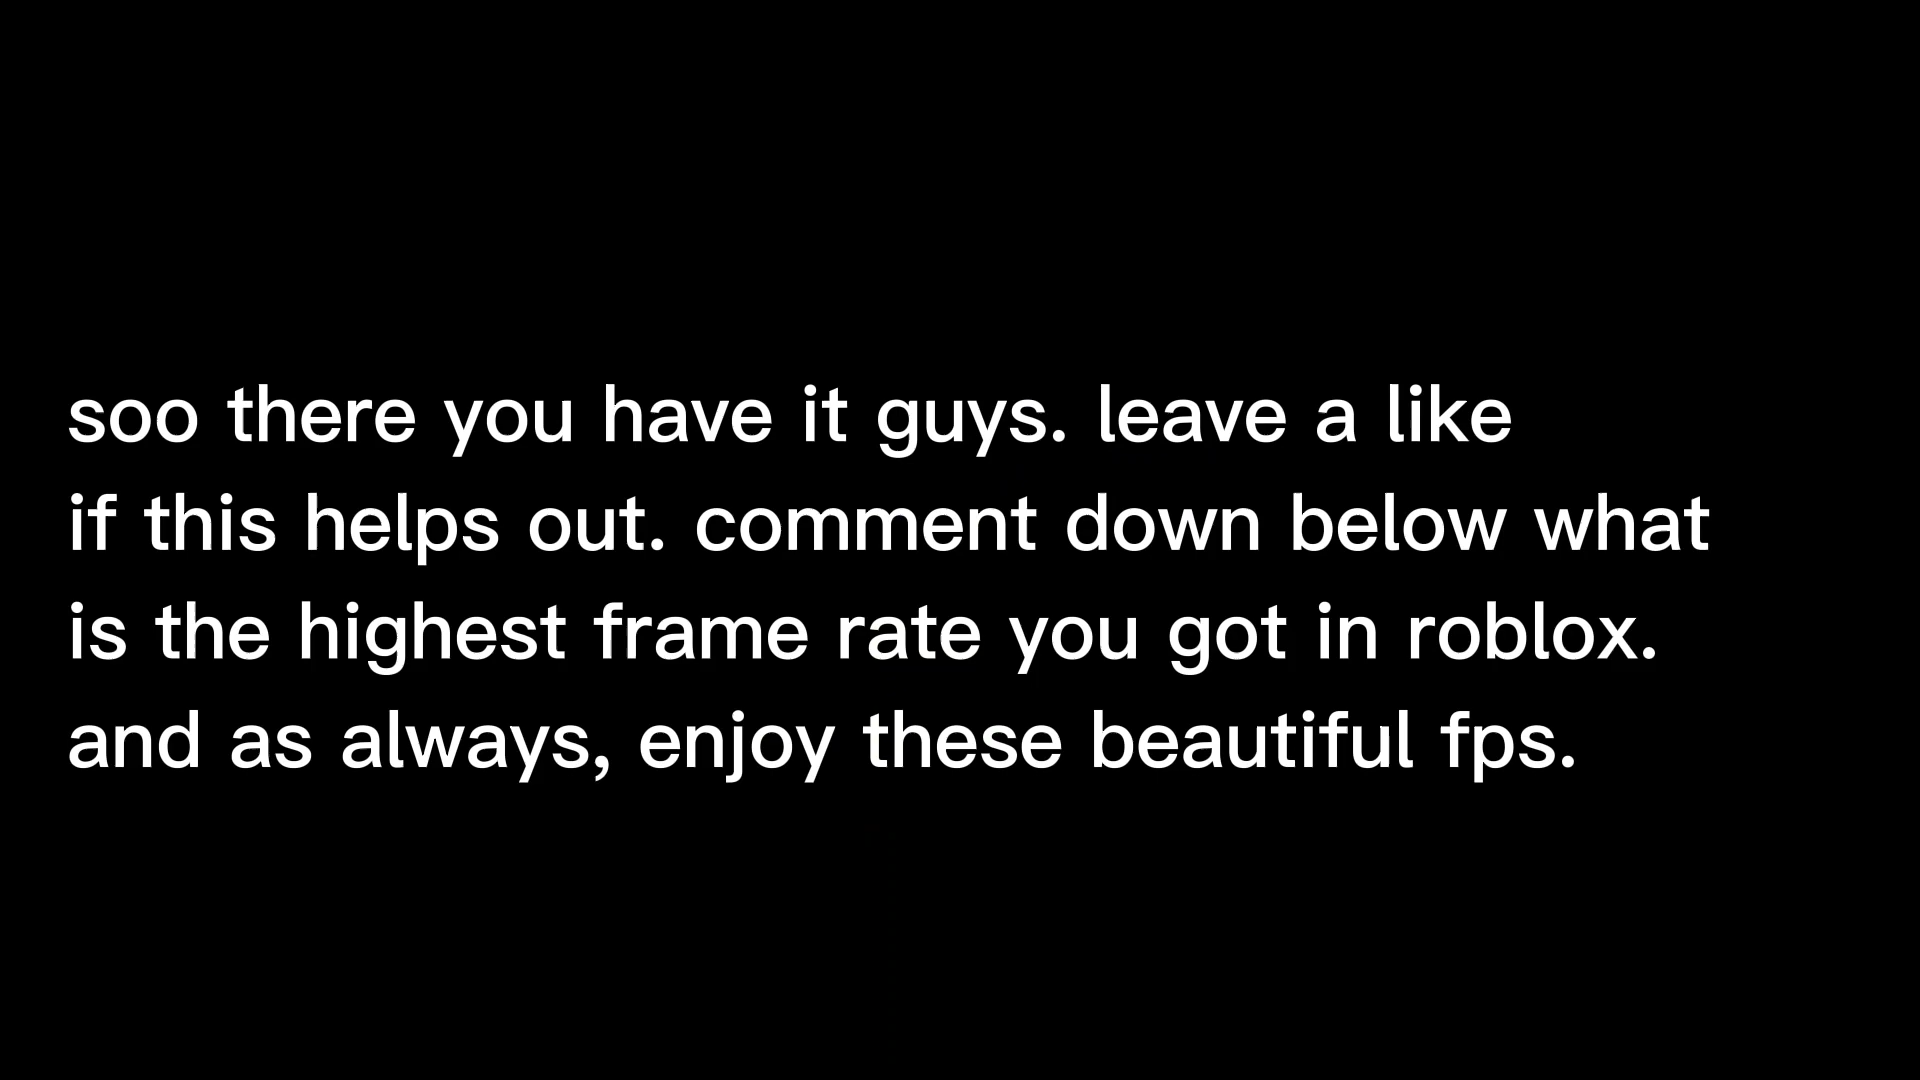 soo there you have it guys. leave a like
if this helps out. comment down below what
is the highest frame rate you got in roblox.
and as always, enjoy these beautiful fps.